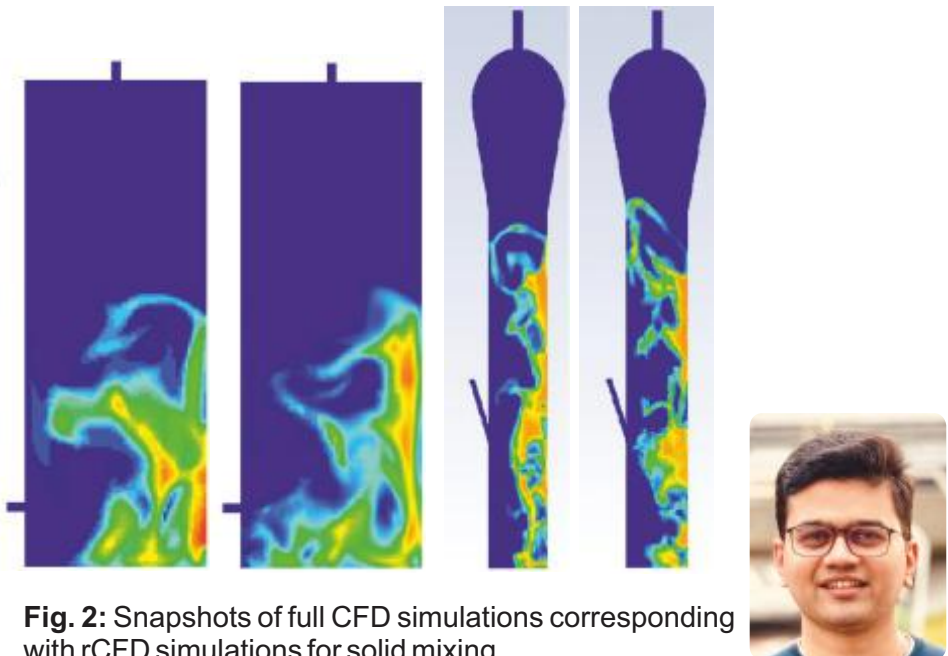 Fig. 2: Snapshots of full CFD simulations corresponding
with rCFD simulations for solid mixing